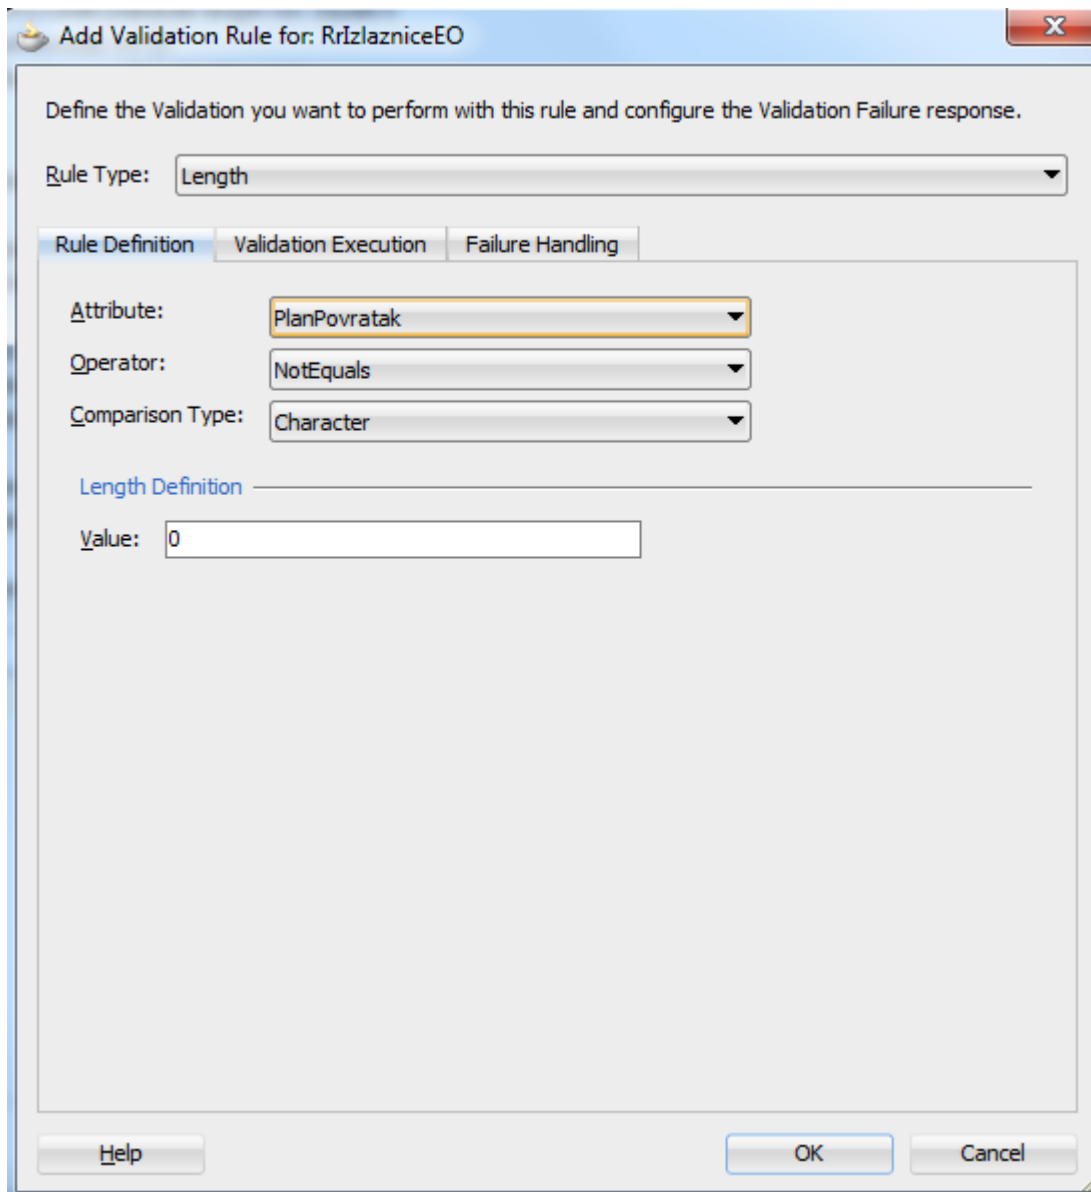 Add Validation Rule for: RrIzlazniceEO
Define the Validation you want to perform with this rule and configure the Validation Failure response.
Rule Type: Length
Rule Definition Validation Execution Failure Handling
Attribute: PlanPovratak
Operator: NotEquals
Comparison Type: Character
Length Definition
Value: 0
Help OK Cancel